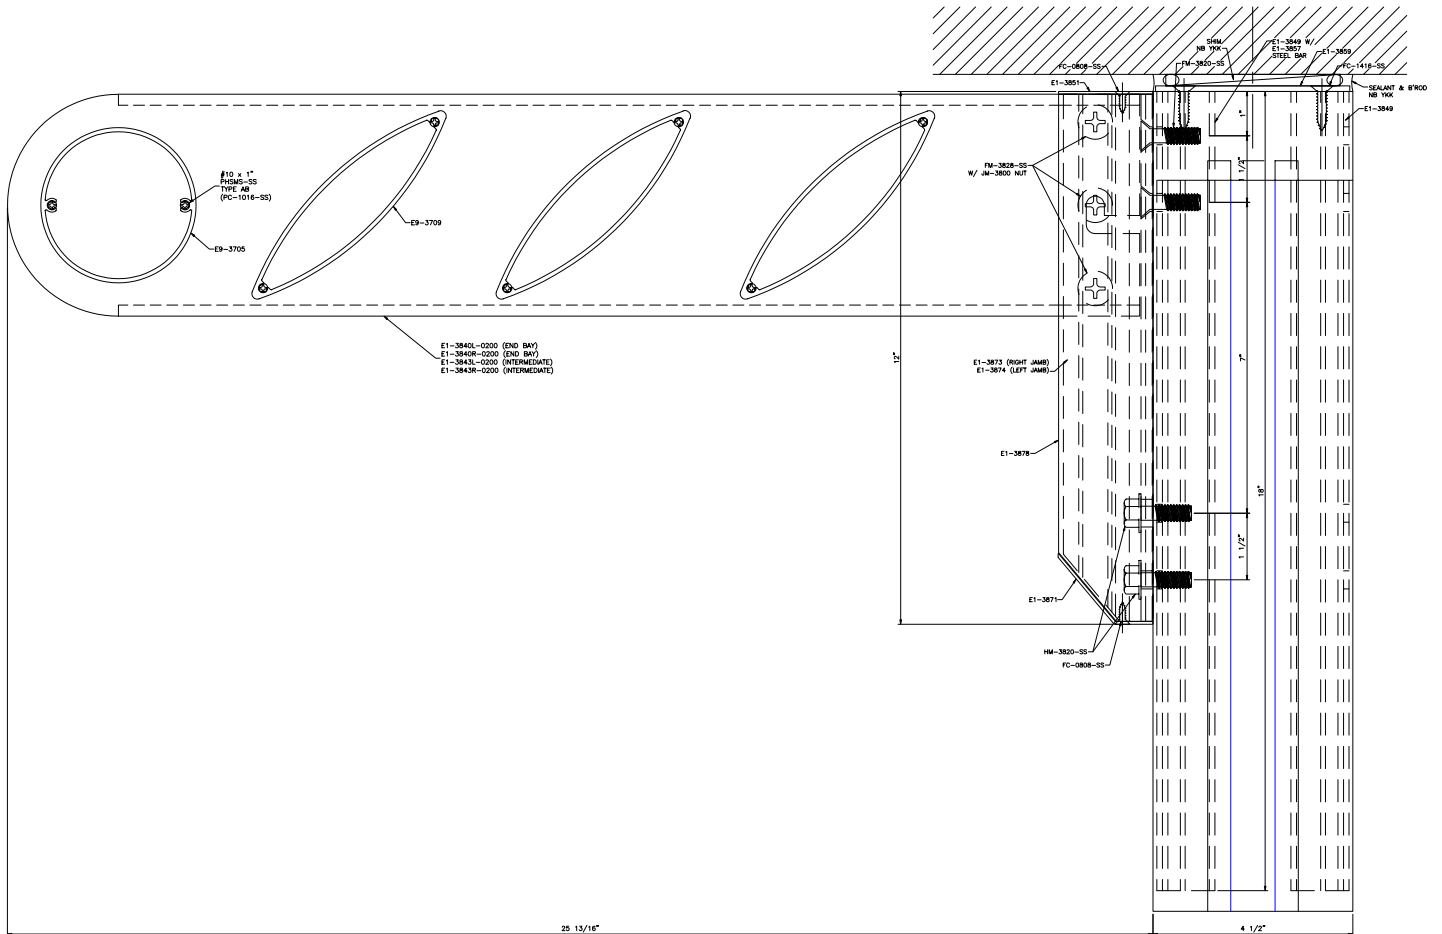 SHIM
NB YKK
E1-3849 W/
E1-3857
STEEL BAR
E1-3859
FM-3820-SS
FC-1416-SS
FC-0808-SS
E1-3851
SEALANT & B'ROD
NB YKK
E1-3849
1"
FM-3828-SS
W/ JM-3800 NUT
1 1/2"
#10 x 1"
PHSMS-SS
TYPE AB
(PC-1016-SS)
E9-3709
E9-3705
E1-3840L-0200 (END BAY)
E1-3840R-0200 (END BAY)
E1-3843L-0200 (INTERMEDIATE)
E1-3843R-0200 (INTERMEDIATE)
12"
7"
E1-3873 (RIGHT JAMB)
E1-3874 (LEFT JAMB)
E1-3878
18"
1 1/2"
E1-3871
HM-3820-SS
FC-0808-SS
25 13/16"
4 1/2"